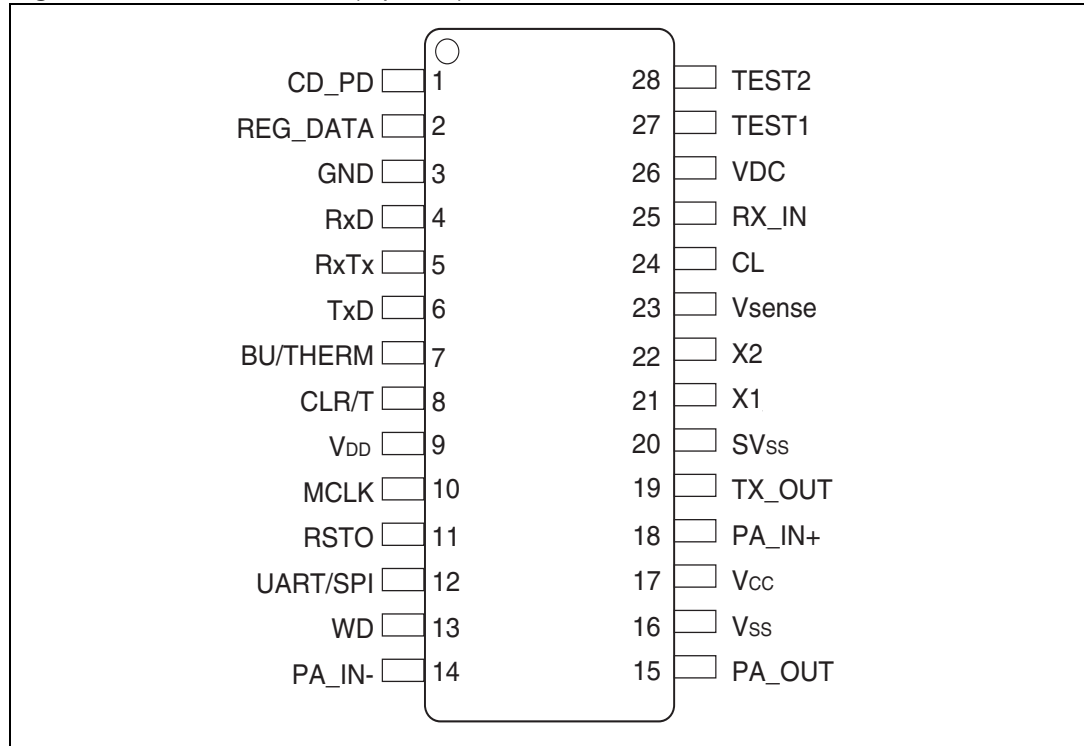 CD_PD 1 28 TEST2
REG_DATA 2 27 TEST1
GND 3 26 VDC
RxD 4 25 RX_IN
RxTx 5 24 CL
TxD 6 23 Vsense
BU/THERM 7 22 X2
CLR/T 8 21 X1
VDD 9 20 SVss
MCLK 10 19 TX_OUT
RSTO 11 18 PA_IN+
UART/SPI 12 17 Vcc
WD 13 16 Vss
PA_IN- 14 15 PA_OUT